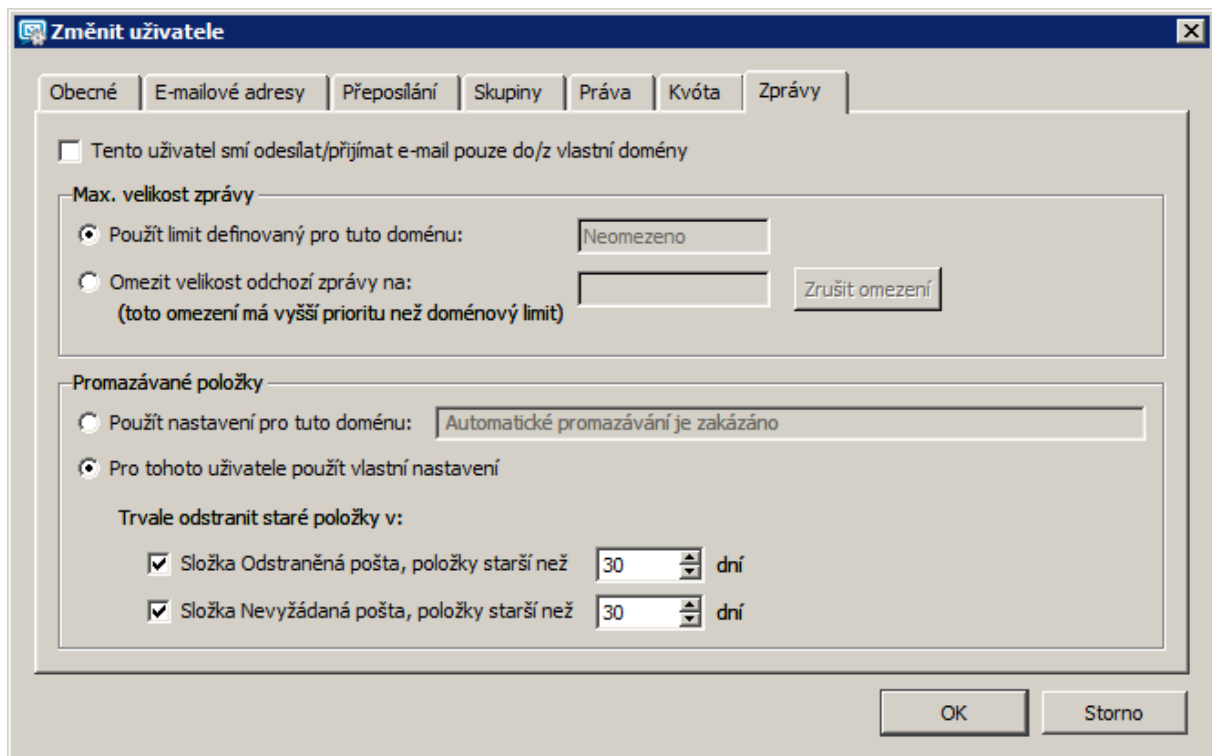 Změnit uživatele
Obecné E-mailové adresy Přeposílání Skupiny Práva Kvóta Zprávy
Tento uživatel smí odesílat/přijímat e-mail pouze do/z vlastní domény
Max. velikost zprávy
Použít limit definovaný pro tuto doménu: Neomezeno
Omezit velikost odchozí zprávy na: Zrušit omezení
(toto omezení má vyšší prioritu než doménový limit)
Promazávané položky
Použít nastavení pro tuto doménu: Automatické promazávání je zakázáno
Pro tohoto uživatele použít vlastní nastavení
Trvale odstranit staré položky v:
Složka Odstraněná pošta, položky starší než 30 dní
Složka Nevyžádaná pošta, položky starší než 30 dní
OK Storno